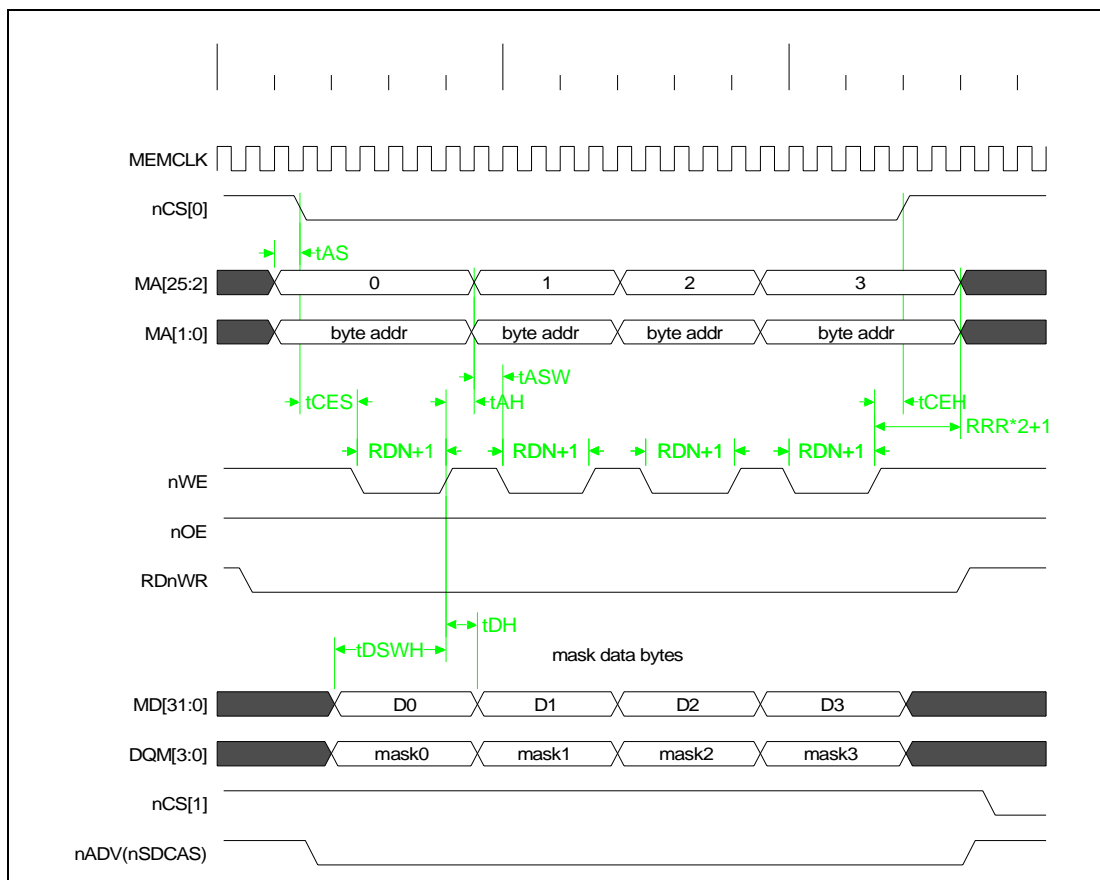 MEMCLK
nCS[0]
tAS
MA[25:2] 0 1 2 3
MA[1:0] byte addr byte addr byte addr byte addr
tASW
tCES tAH tCEH
RRR*2+1
RDN+1 RDN+1 RDN+1 RDN+1
nWE
nOE
RDnWR
tDH
tDSWH
mask data bytes
MD[31:0] D0 D1 D2 D3
DQM[3:0] mask0 mask1 mask2 mask3
nCS[1]
nADV(nSDCAS)